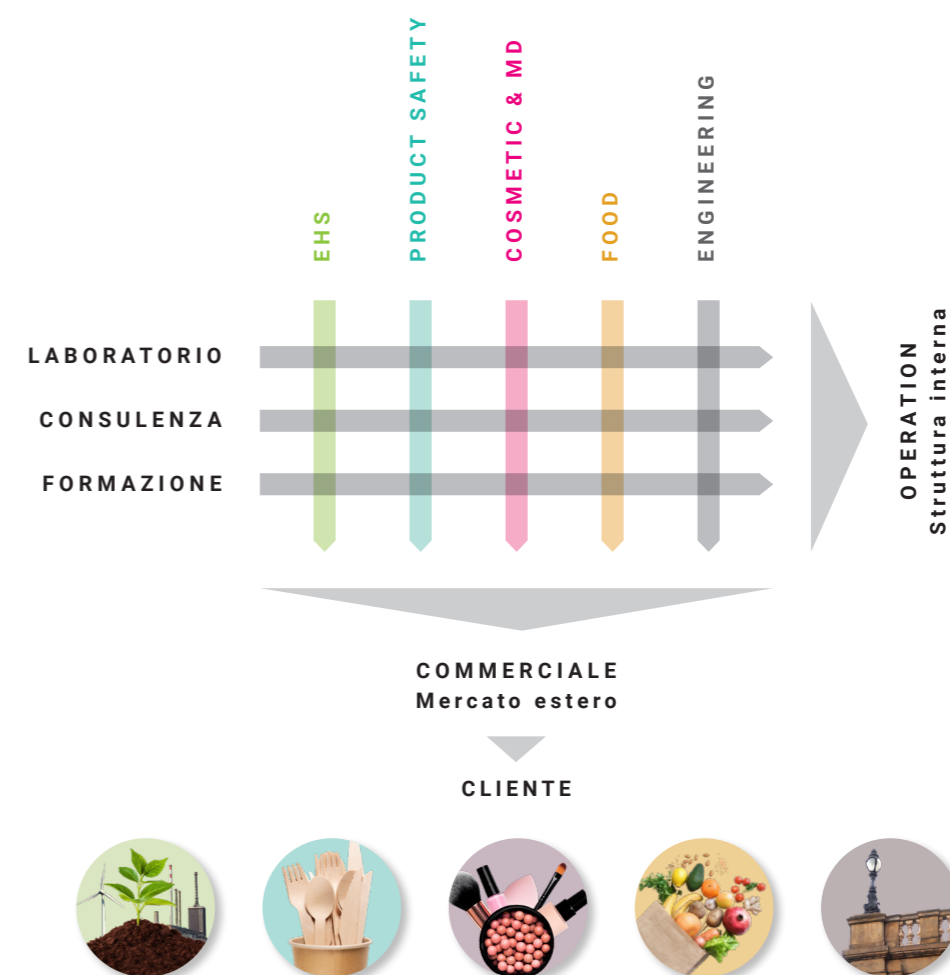 EHS
PRODUCT SAFETY
COSMETIC & MD
FOOD
ENGINEERING
LABORATORIO
CONSULENZA
FORMAZIONE
OPERATION
Struttura interna
COMMERCIALE
Mercato estero
CLIENTE